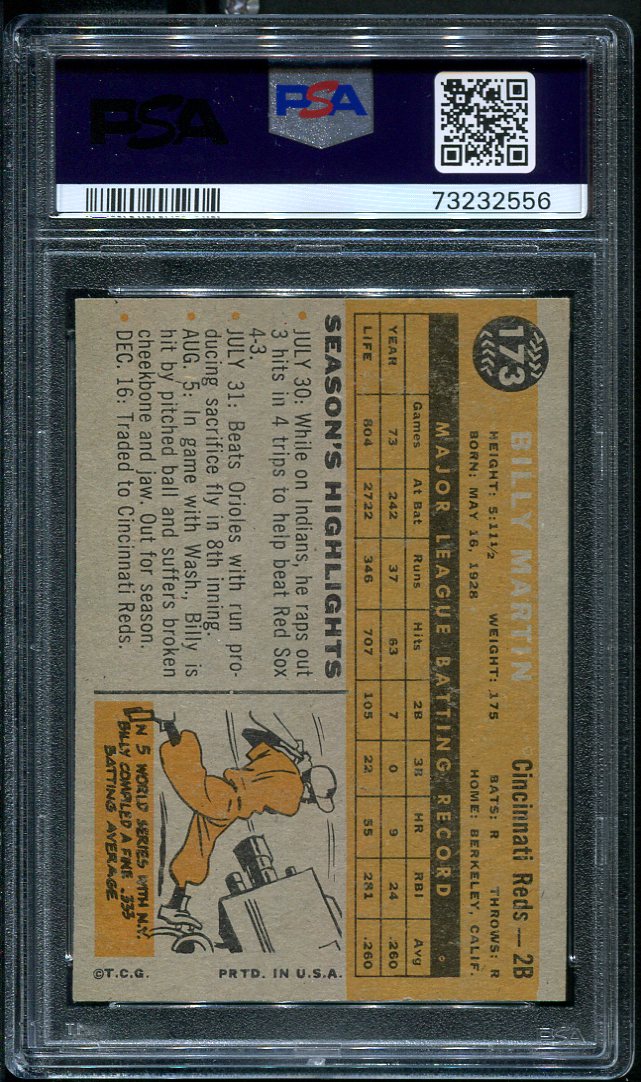 PSA
PSA
73232556
173
BILLY MARTIN Cincinnati Reds — 2B
HEIGHT: 5:11½ WEIGHT: 175 BATS: R THROWS: R
BORN: MAY 16, 1928 HOME: BERKELEY, CALIF.
MAJOR LEAGUE BATTING RECORD
Games At Bat Runs Hits 2B 3B HR RBI Avg
YEAR 73 242 37 63 7 0 9 24 .260
LIFE 804 2722 346 707 105 22 55 281 .260
SEASON'S HIGHLIGHTS
• JULY 30: While on Indians, he raps out
3 hits in 4 trips to help beat Red Sox
4-3.
• JULY 31: Beats Orioles with run pro-
ducing sacrifice fly in 8th inning.
• AUG. 5: In game with Wash., Billy is
hit by pitched ball and suffers broken
cheekbone and jaw. Out for season.
• DEC. 16: Traded to Cincinnati Reds.
IN 5 WORLD SERIES WITH N.Y.
BILLY COMPILED A FINE .333
BATTING AVERAGE
©T.C.G. PRTD. IN U.S.A.
PSA